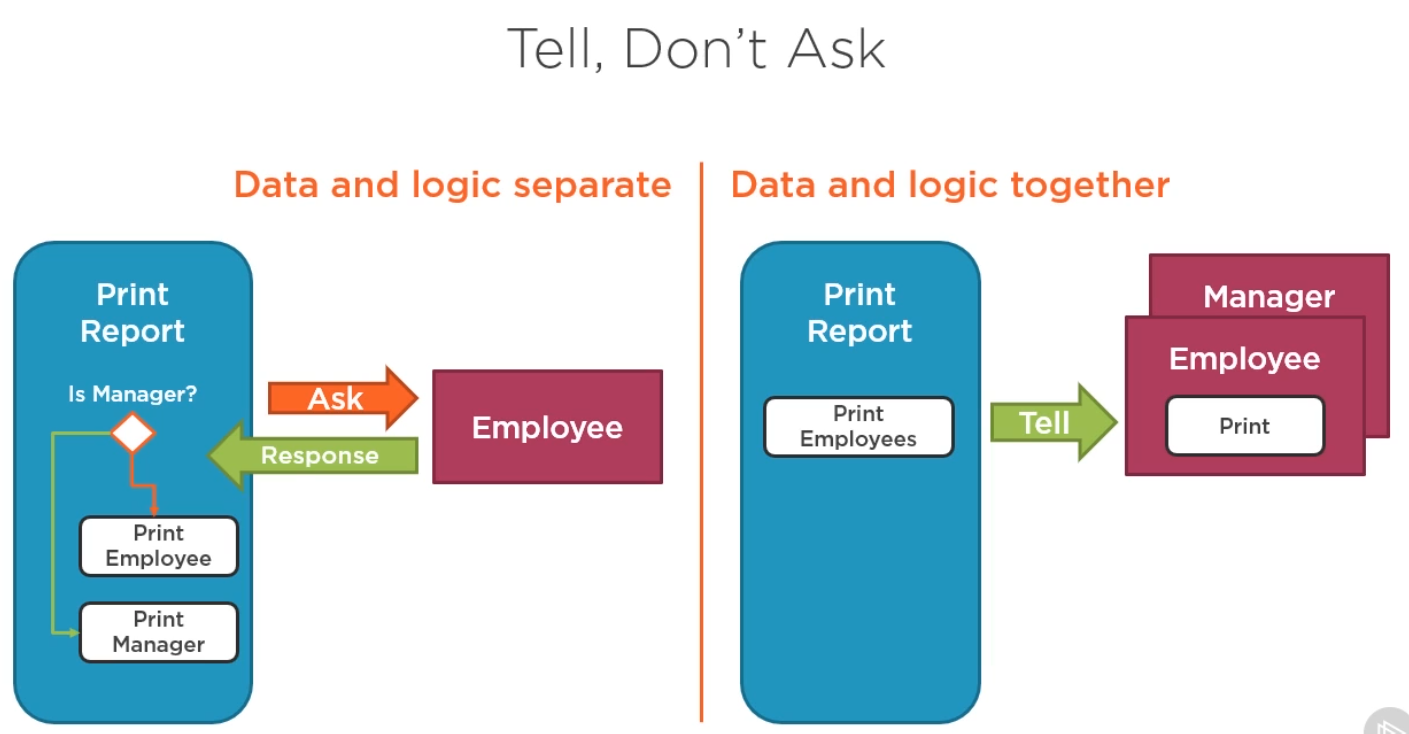 Tell, Don't Ask
Data and logic separate
Print
Report
Is Manager?
Print
Employee
Print
Manager
Ask
Response
Employee
Data and logic together
Print
Report
Print
Employees
Tell
Manager
Employee
Print